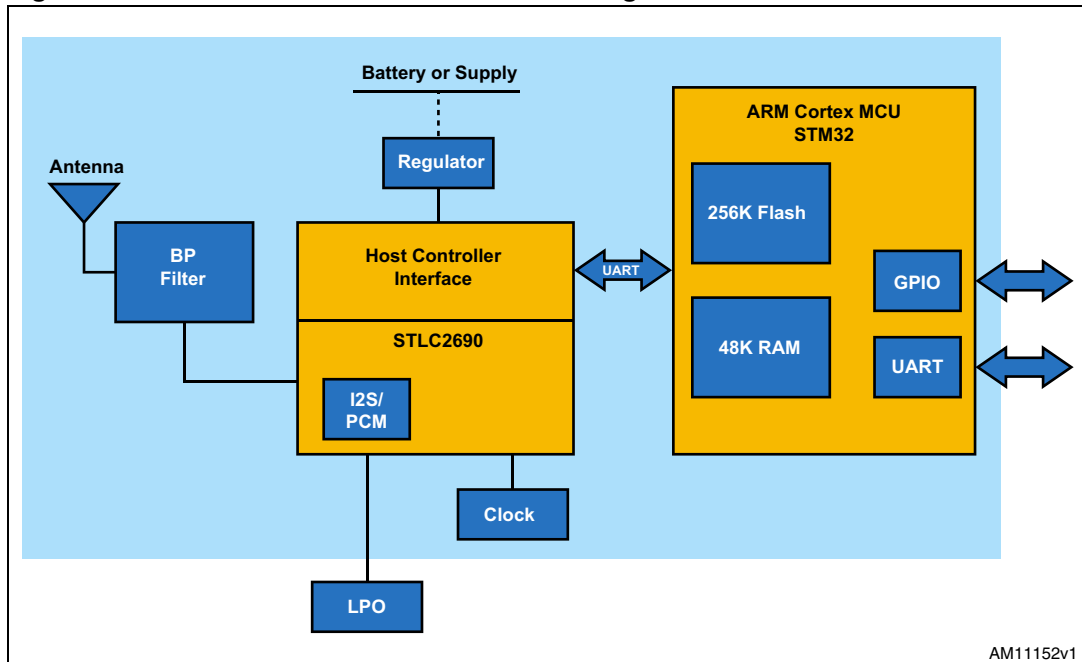 Battery or Supply
Regulator
Antenna
BP
Filter
Host Controller
Interface
STLC2690
I2S/
PCM
Clock
LPO
UART
ARM Cortex MCU
STM32
256K Flash
48K RAM
GPIO
UART
AM11152v1